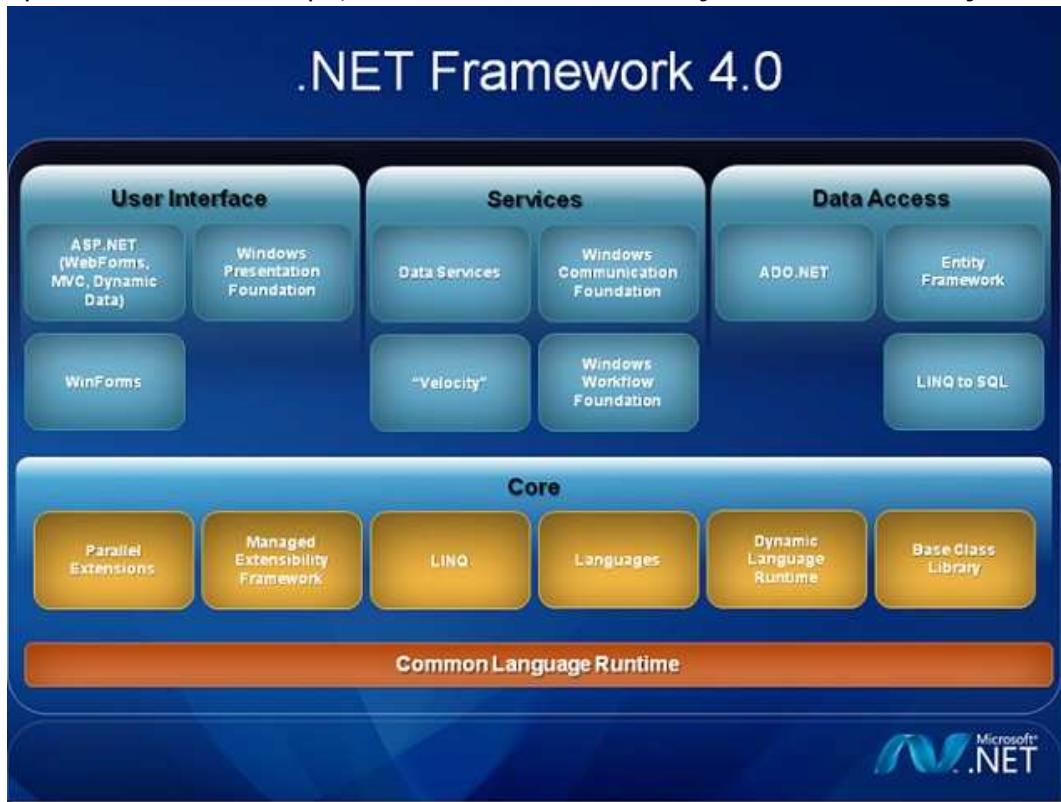 .NET Framework 4.0
User Interface
Services
Data Access
ASP.NET
(WebForms,
MVC, Dynamic
Data)
Windows
Presentation
Foundation
Data Services
Windows
Communication
Foundation
ADO.NET
Entity
Framework
WinForms
"Velocity"
Windows
Workflow
Foundation
LINQ to SQL
Core
Parallel
Extensions
Managed
Extensibility
Framework
LINQ
Languages
Dynamic
Language
Runtime
Base Class
Library
Common Language Runtime
Microsoft®
.NET